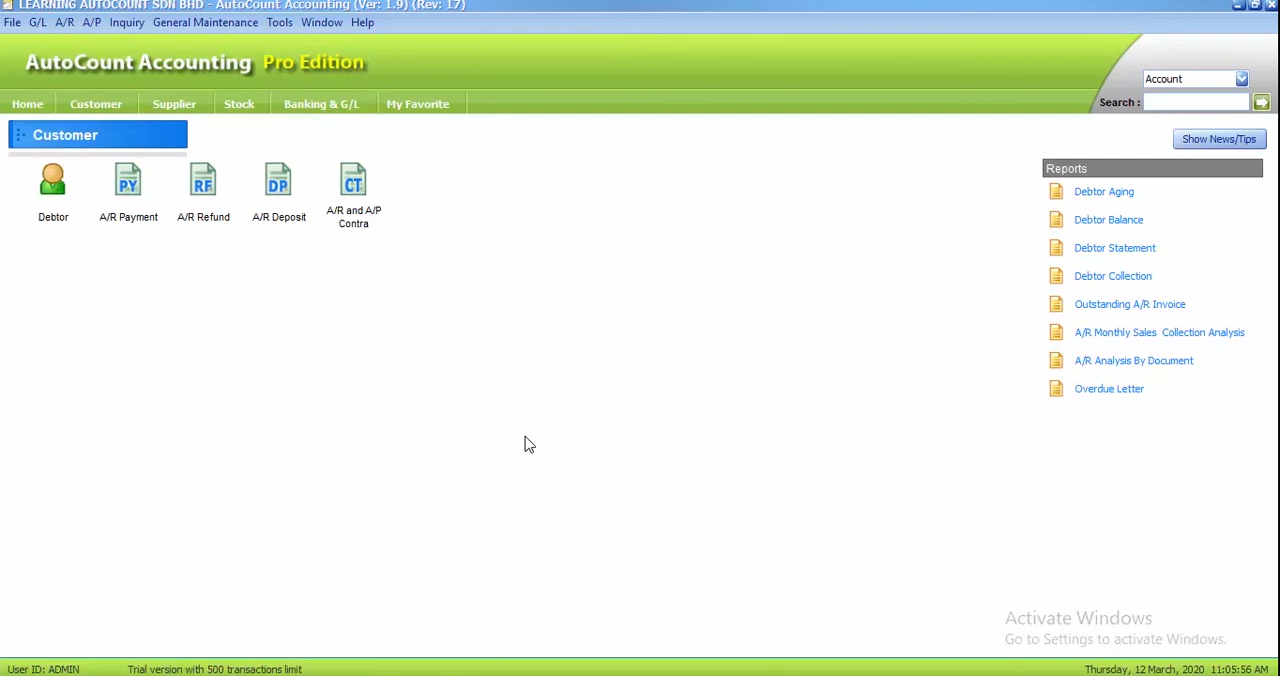 LEARNING AUTOCOUNT SDN BHD - AutoCount Accounting (Ver: 1.9) (Rev: 17)
File G/L A/R A/P Inquiry General Maintenance Tools Window Help
AutoCount Accounting Pro Edition
Account
Search :
Home Customer Supplier Stock Banking & G/L My Favorite
Customer
Show News/Tips
PY RF DP CT
Debtor A/R Payment A/R Refund A/R Deposit A/R and A/P
Contra
Reports
Debtor Aging
Debtor Balance
Debtor Statement
Debtor Collection
Outstanding A/R Invoice
A/R Monthly Sales Collection Analysis
A/R Analysis By Document
Overdue Letter
Activate Windows
Go to Settings to activate Windows.
User ID: ADMIN Trial version with 500 transactions limit Thursday, 12 March, 2020 11:05:56 AM